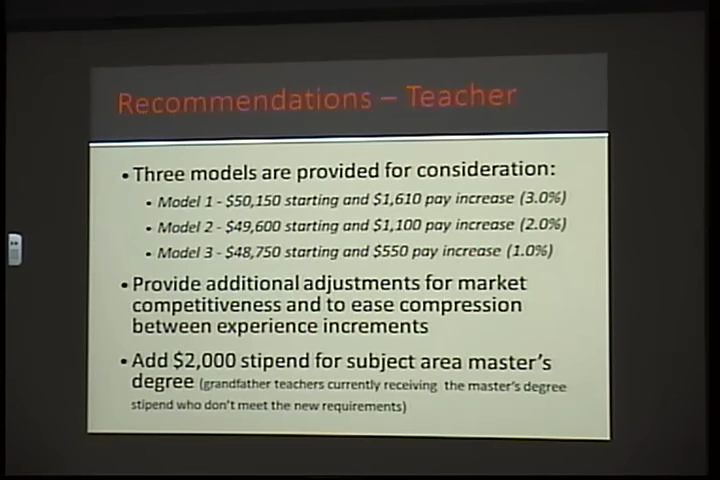 Recommendations – Teacher
• Three models are provided for consideration:
• Model 1 - $50,150 starting and $1,610 pay increase (3.0%)
• Model 2 - $49,600 starting and $1,100 pay increase (2.0%)
• Model 3 - $48,750 starting and $550 pay increase (1.0%)
• Provide additional adjustments for market
competitiveness and to ease compression
between experience increments
• Add $2,000 stipend for subject area master's
degree (grandfather teachers currently receiving the master's degree
stipend who don't meet the new requirements)